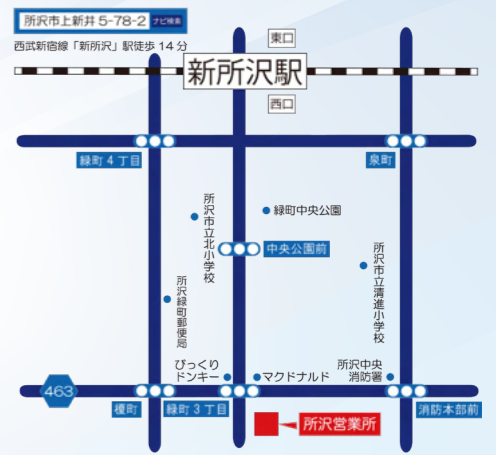 所沢市上新井 5-78-2 ナビ検索
西武新宿線「新所沢」駅徒歩 14 分
東口
新所沢駅
西口
緑町 4 丁目
泉町
所沢市立北小学校
緑町中央公園
中央公園前
所沢市立清進小学校
所沢緑町郵便局
びっくり
ドンキー
マクドナルド
所沢中央
消防署
463
榎町
緑町 3 丁目
消防本部前
所沢営業所